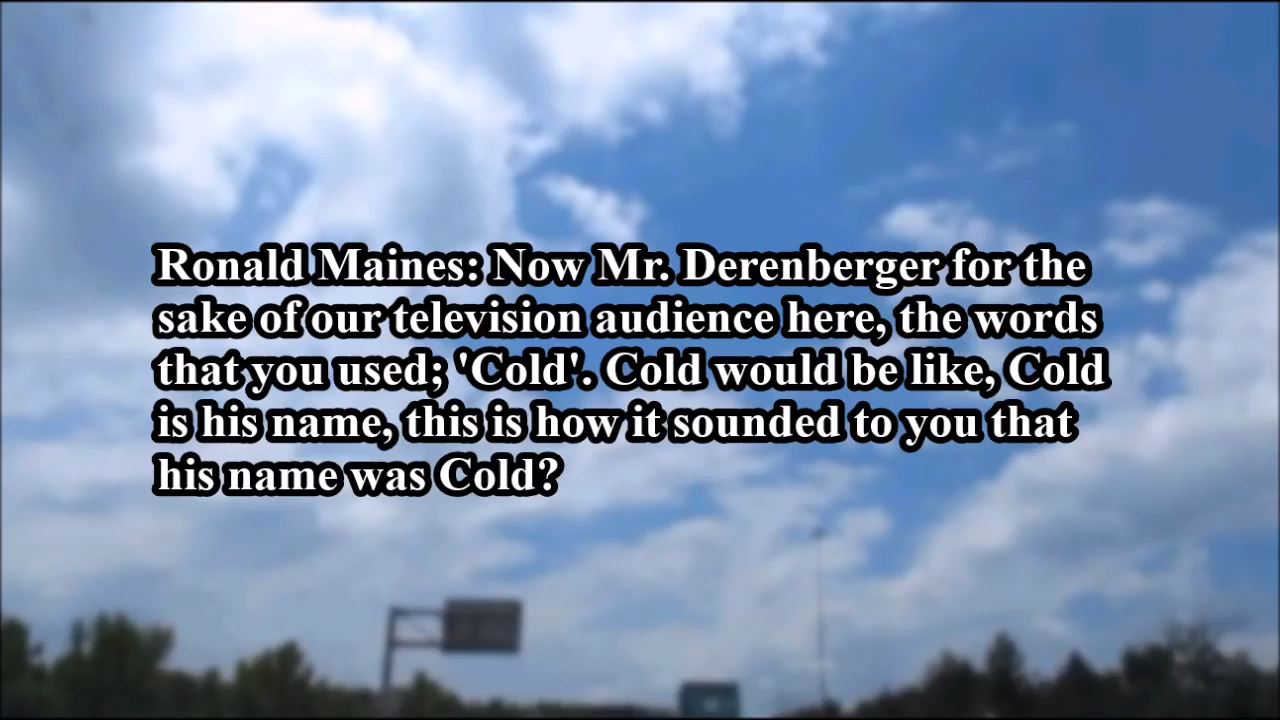 Ronald Maines: Now Mr. Derenberger for the
sake of our television audience here, the words
that you used; 'Cold'. Cold would be like, Cold
is his name, this is how it sounded to you that
his name was Cold?